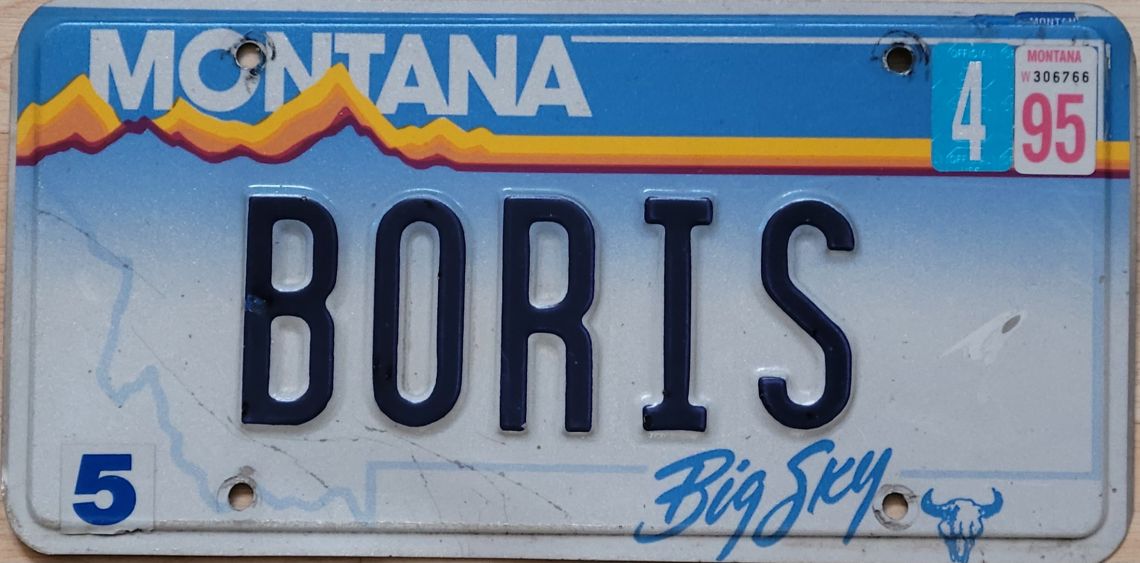 MONTANA
4
MONTANA
W306766
95
BORIS
5
Big Sky